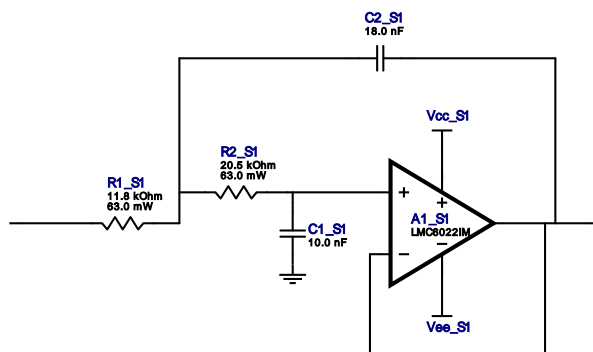 C2_S1
18.0 nF
Vcc_S1
R2_S1
20.5 kOhm
63.0 mW
R1_S1
11.8 kOhm
63.0 mW
+
+
A1_S1
LMC6022IM
C1_S1
10.0 nF
−
−
Vee_S1